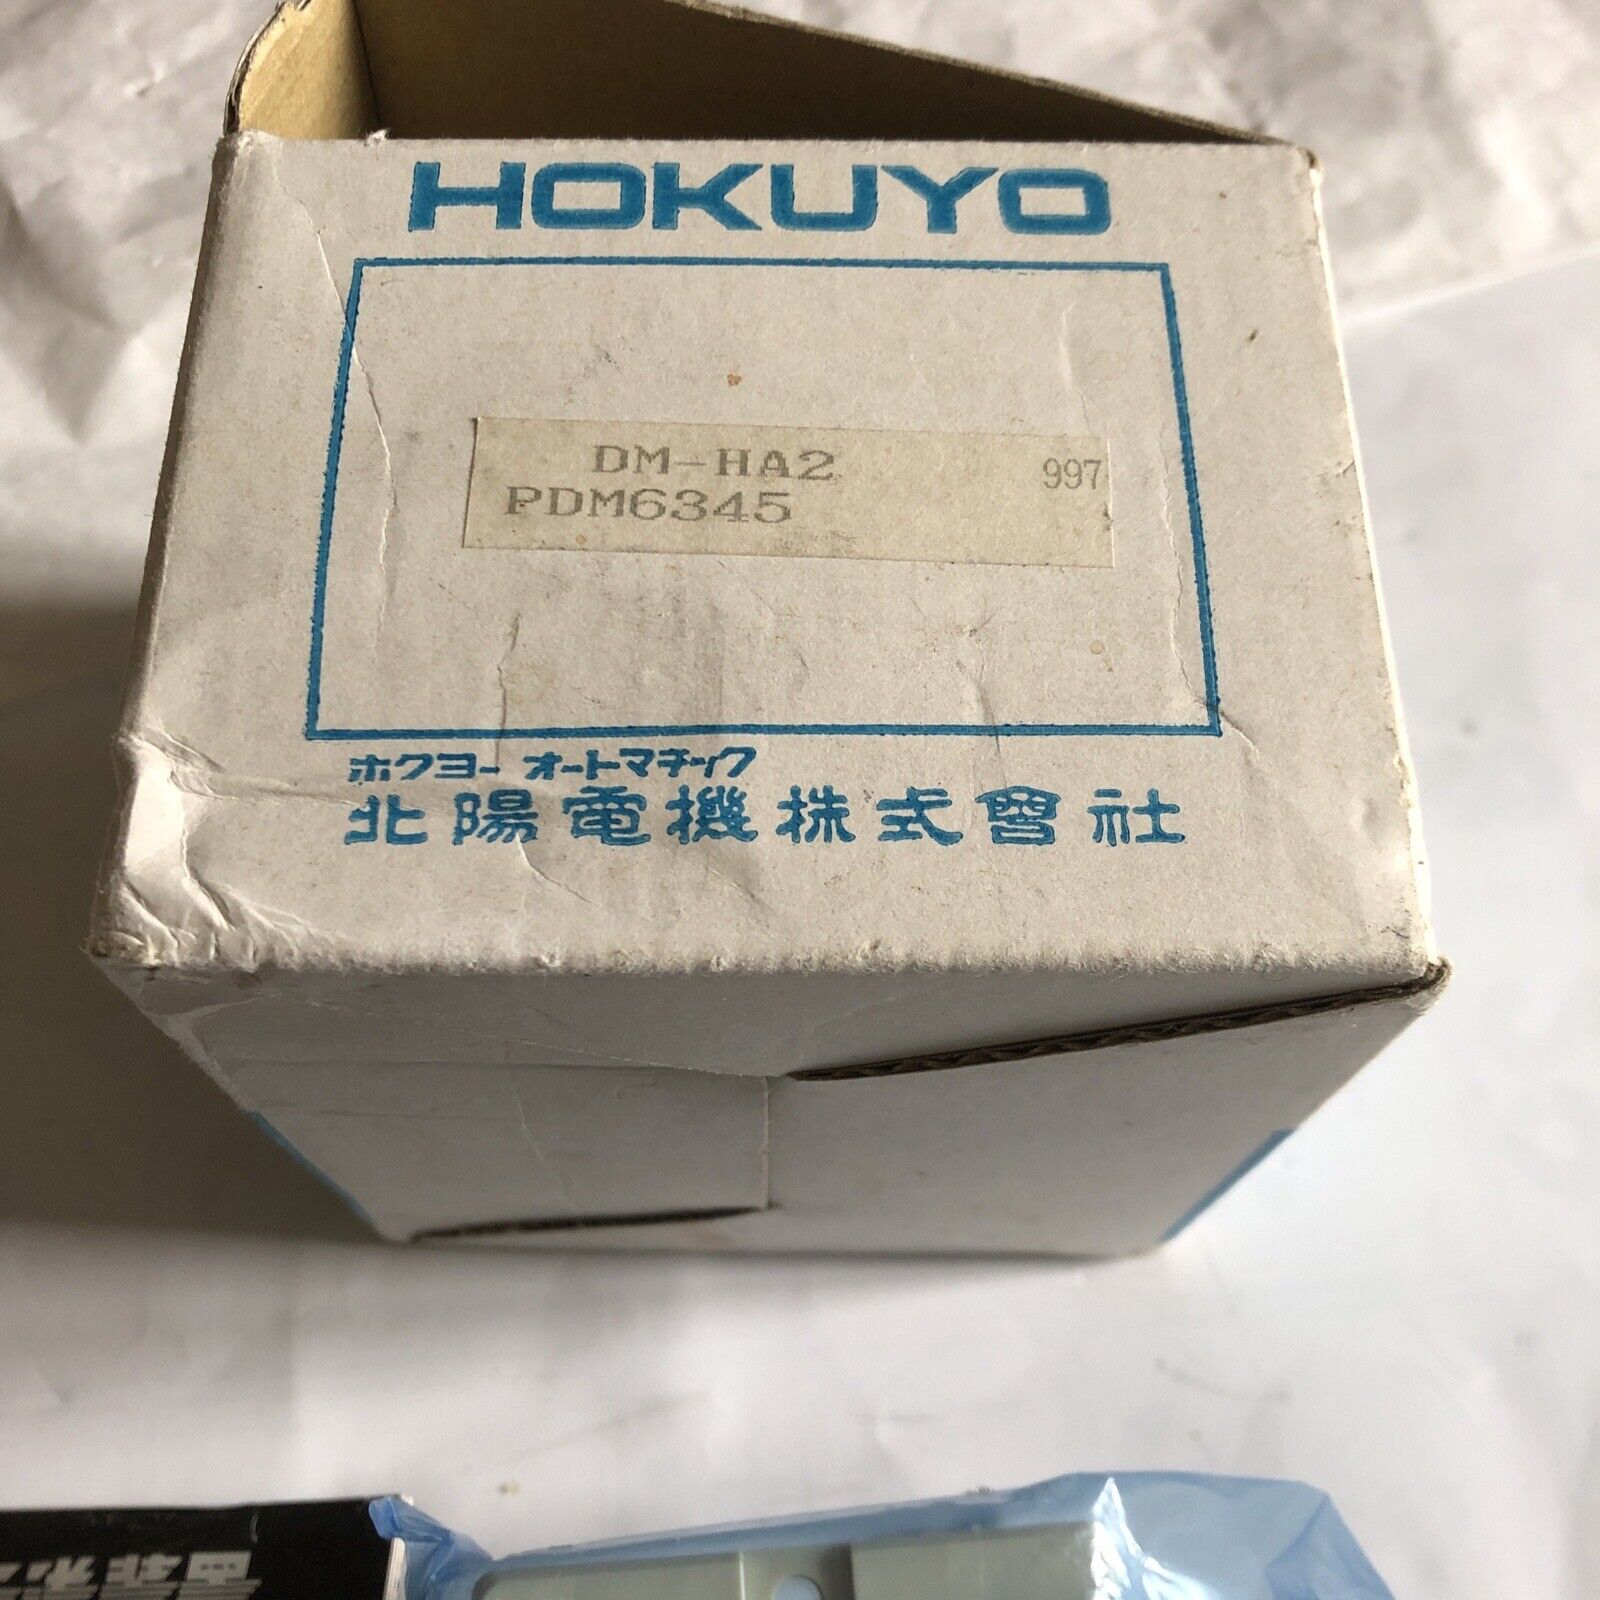 HOKUYO
DM-HA2 997
PDM6345
ホクヨー オートマチック
北陽電機株式會社